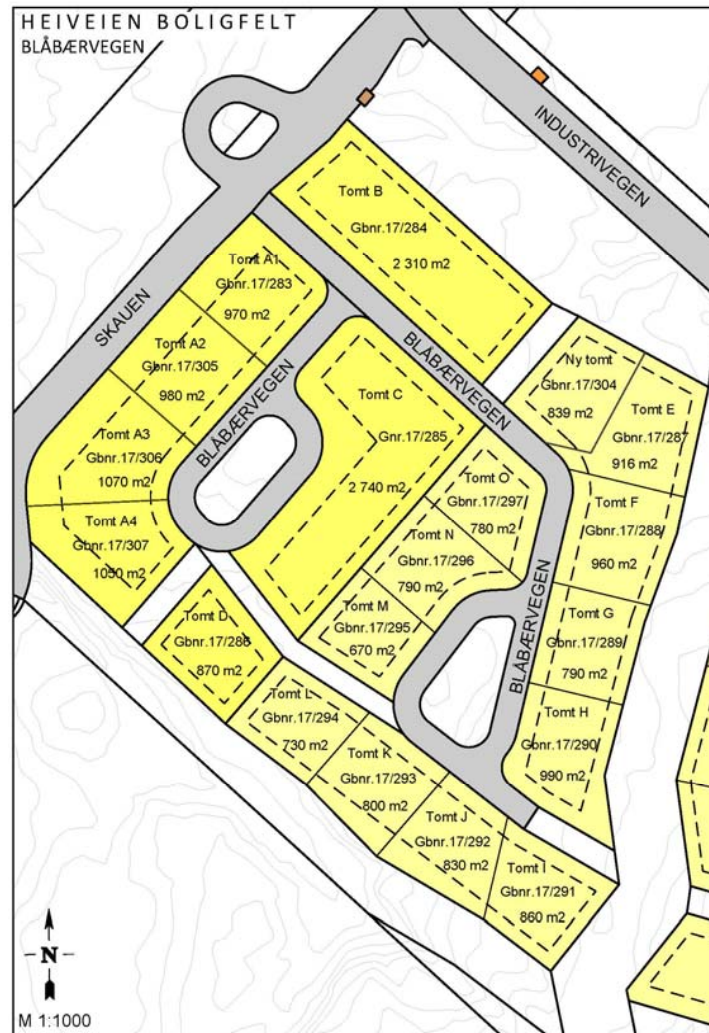 HEIVEIEN BOLIGFELT
BLÅBÆRVEGEN
INDUSTRIVEGEN
SKAUEN
Tomt B
Gbnr.17/284
2 310 m2
Tomt A1
Gbnr.17/283
970 m2
Tomt A2
Gbnr.17/305
980 m2
Tomt A3
Gbnr.17/306
1070 m2
Tomt A4
Gbnr.17/307
1050 m2
BLÅBÆRVEGEN
BLÅBÆRVEGEN
Tomt C
Gnr.17/285
2 740 m2
Ny tomt
Gbnr.17/304
839 m2
Tomt E
Gbnr.17/287
916 m2
Tomt O
Gbnr.17/297
780 m2
Tomt F
Gbnr.17/288
960 m2
Tomt N
Gbnr.17/296
790 m2
BLÅBÆRVEGEN
Tomt M
Gbnr.17/295
670 m2
Tomt G
Gbnr.17/289
790 m2
Tomt D
Gbnr.17/286
870 m2
Tomt H
Gbnr.17/290
990 m2
Tomt L
Gbnr.17/294
730 m2
Tomt K
Gbnr.17/293
800 m2
Tomt J
Gbnr.17/292
830 m2
Tomt I
Gbnr.17/291
860 m2
N
M 1:1000